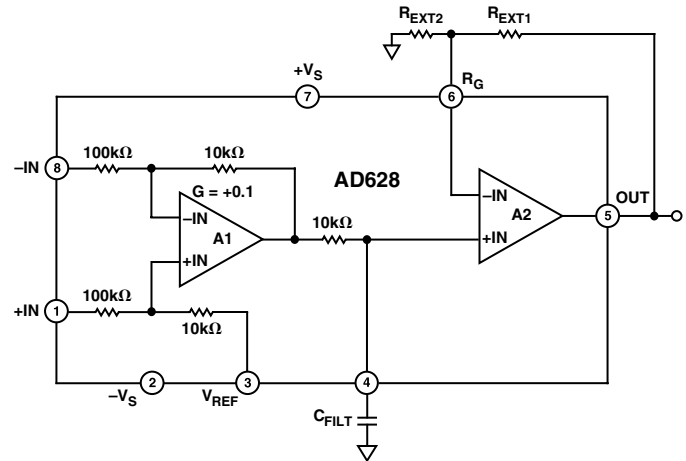 R_EXT2 R_EXT1
+V_S
R_G
7
6
–IN
8
100kΩ
10kΩ
G = +0.1
–IN
A1
+IN
AD628
10kΩ
–IN
A2
+IN
OUT
5
+IN
1
100kΩ
10kΩ
2
3
4
–V_S
V_REF
C_FILT